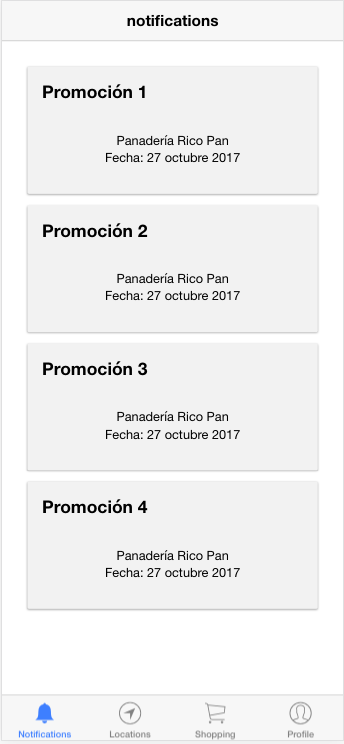 notifications
Promoción 1
Panadería Rico Pan
Fecha: 27 octubre 2017
Promoción 2
Panadería Rico Pan
Fecha: 27 octubre 2017
Promoción 3
Panadería Rico Pan
Fecha: 27 octubre 2017
Promoción 4
Panadería Rico Pan
Fecha: 27 octubre 2017
Notifications Locations Shopping Profile